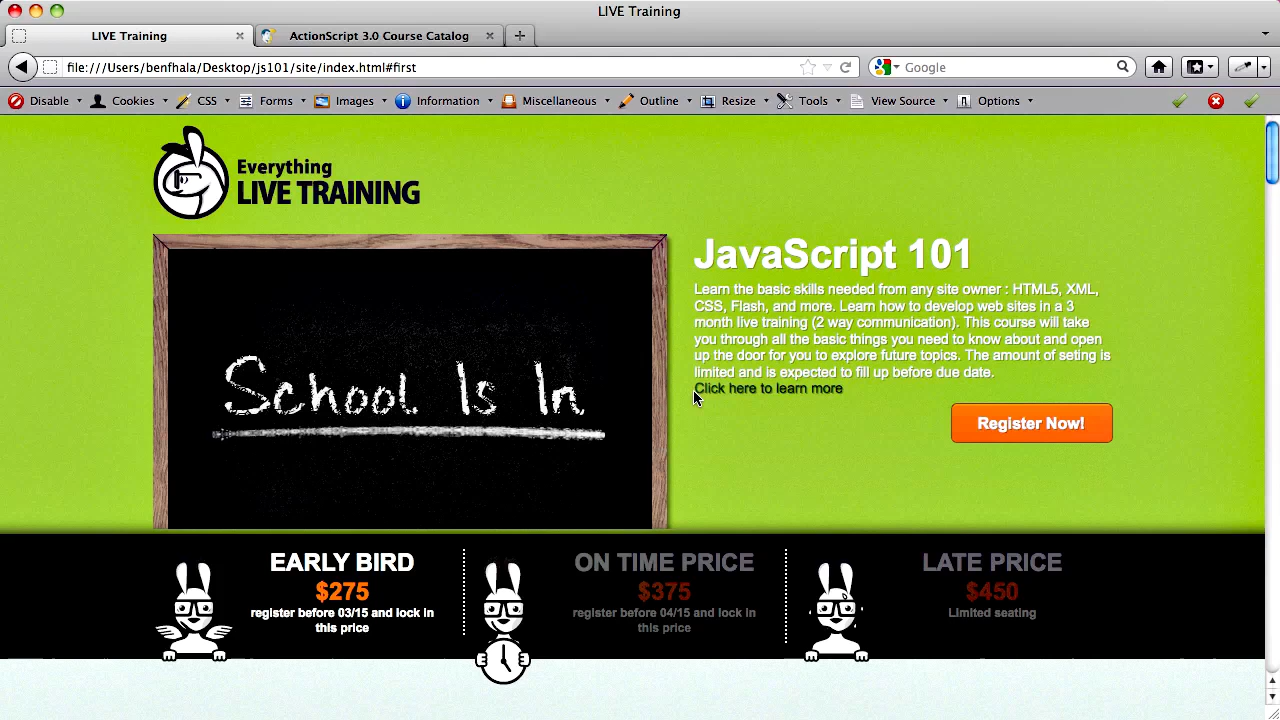 LIVE Training
LIVE Training
ActionScript 3.0 Course Catalog
file:///Users/benfhala/Desktop/js101/site/index.html#first
Google
Disable
Cookies
CSS
Forms
Images
Information
Miscellaneous
Outline
Resize
Tools
View Source
Options
Everything
LIVE TRAINING
School Is In
JavaScript 101
Learn the basic skills needed from any site owner : HTML5, XML,
CSS, Flash, and more. Learn how to develop web sites in a 3
month live training (2 way communication). This course will take
you through all the basic things you need to know about and open
up the door for you to explore future topics. The amount of seting is
limited and is expected to fill up before due date.
Click here to learn more
Register Now!
EARLY BIRD
$275
register before 03/15 and lock in
this price
ON TIME PRICE
$375
register before 04/15 and lock in
this price
LATE PRICE
$450
Limited seating